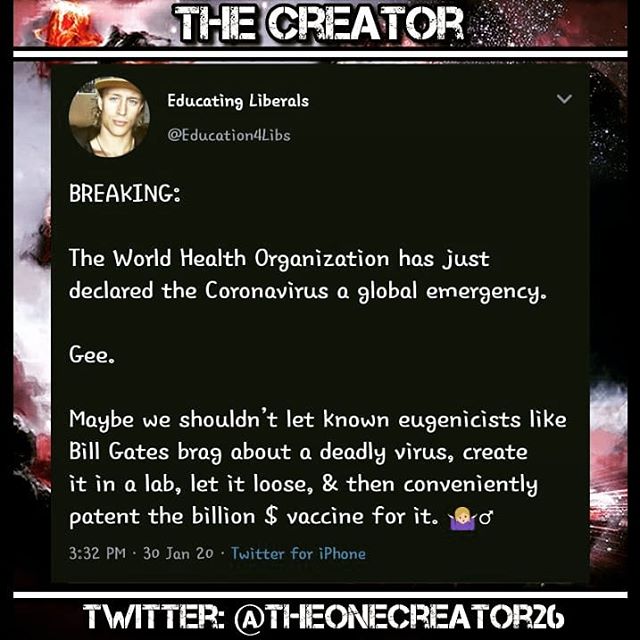 THE CREATOR
Educating Liberals
@Education4Libs
BREAKING:
The World Health Organization has just
declared the Coronavirus a global emergency.
Gee.
Maybe we shouldn't let known eugenicists like
Bill Gates brag about a deadly virus, create
it in a lab, let it loose, & then conveniently
patent the billion $ vaccine for it. 🤷🏼♂
3:32 PM · 30 Jan 20 · Twitter for iPhone
TWITTER: @THEONECREATOR26